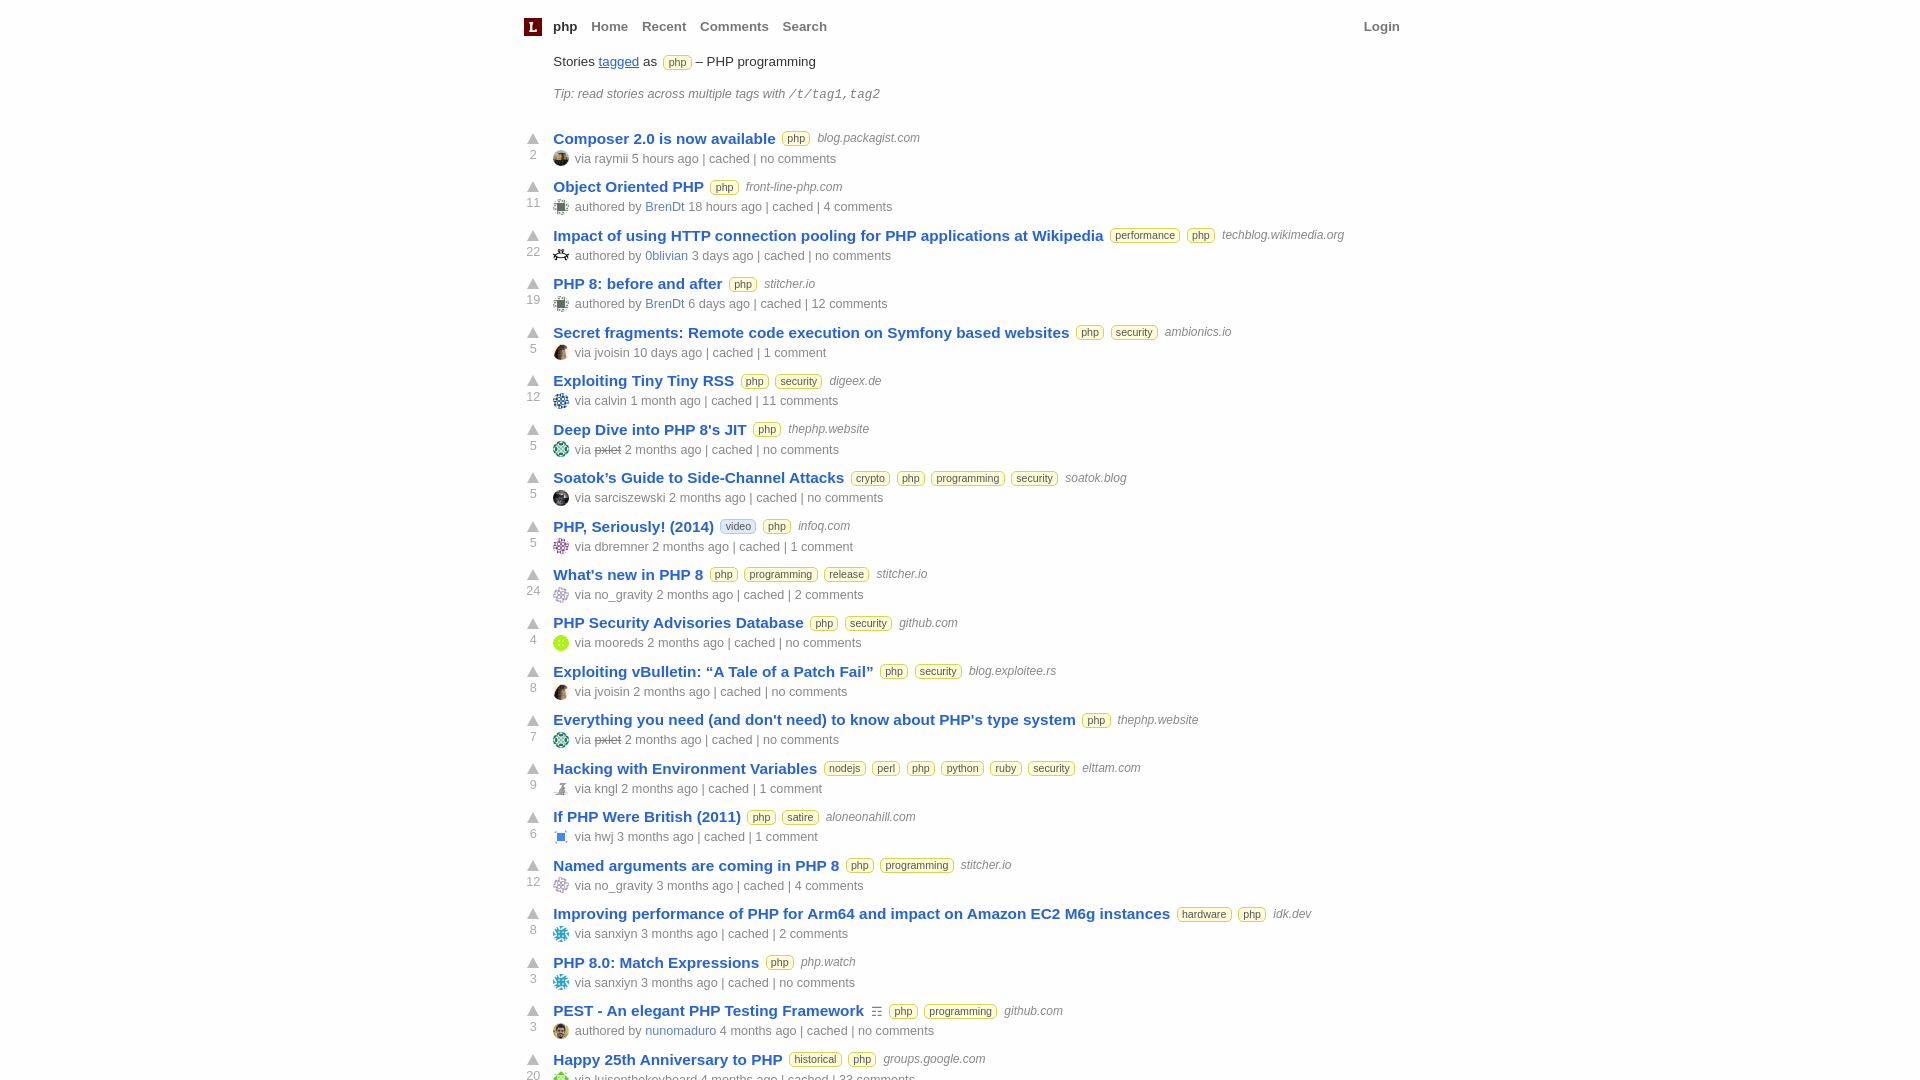 L php Home Recent Comments Search Login
Stories tagged as php – PHP programming
Tip: read stories across multiple tags with /t/tag1,tag2
Composer 2.0 is now available php blog.packagist.com
2 via raymii 5 hours ago | cached | no comments
Object Oriented PHP php front-line-php.com
11 authored by BrenDt 18 hours ago | cached | 4 comments
Impact of using HTTP connection pooling for PHP applications at Wikipedia performance php techblog.wikimedia.org
22 authored by 0blivian 3 days ago | cached | no comments
PHP 8: before and after php stitcher.io
19 authored by BrenDt 6 days ago | cached | 12 comments
Secret fragments: Remote code execution on Symfony based websites php security ambionics.io
5 via jvoisin 10 days ago | cached | 1 comment
Exploiting Tiny Tiny RSS php security digeex.de
12 via calvin 1 month ago | cached | 11 comments
Deep Dive into PHP 8's JIT php thephp.website
5 via pxlet 2 months ago | cached | no comments
Soatok’s Guide to Side-Channel Attacks crypto php programming security soatok.blog
5 via sarciszewski 2 months ago | cached | no comments
PHP, Seriously! (2014) video php infoq.com
5 via dbremner 2 months ago | cached | 1 comment
What's new in PHP 8 php programming release stitcher.io
24 via no_gravity 2 months ago | cached | 2 comments
PHP Security Advisories Database php security github.com
4 via mooreds 2 months ago | cached | no comments
Exploiting vBulletin: “A Tale of a Patch Fail” php security blog.exploitee.rs
8 via jvoisin 2 months ago | cached | no comments
Everything you need (and don't need) to know about PHP's type system php thephp.website
7 via pxlet 2 months ago | cached | no comments
Hacking with Environment Variables nodejs perl php python ruby security elttam.com
9 via kngl 2 months ago | cached | 1 comment
If PHP Were British (2011) php satire aloneonahill.com
6 via hwj 3 months ago | cached | 1 comment
Named arguments are coming in PHP 8 php programming stitcher.io
12 via no_gravity 3 months ago | cached | 4 comments
Improving performance of PHP for Arm64 and impact on Amazon EC2 M6g instances hardware php idk.dev
8 via sanxiyn 3 months ago | cached | 2 comments
PHP 8.0: Match Expressions php php.watch
3 via sanxiyn 3 months ago | cached | no comments
PEST - An elegant PHP Testing Framework ☶ php programming github.com
3 authored by nunomaduro 4 months ago | cached | no comments
Happy 25th Anniversary to PHP historical php groups.google.com
20 via luisonthekeyboard 4 months ago | cached | 33 comments